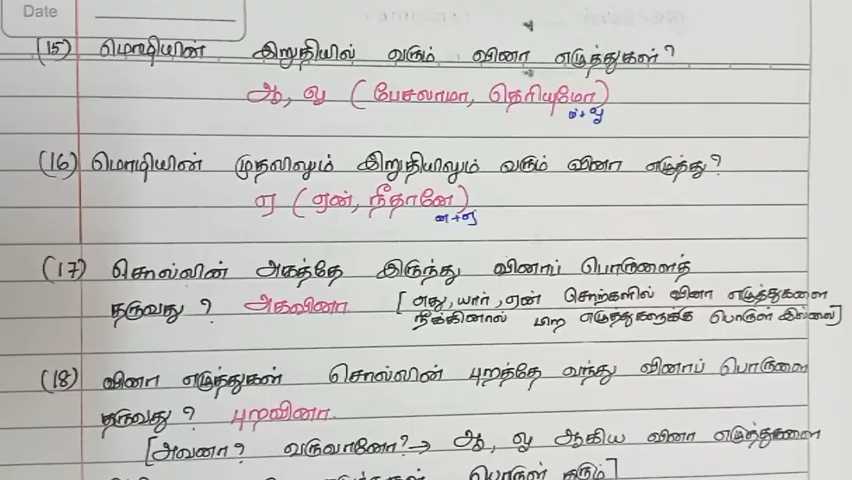 Date
(15) மொழியின் இறுதியில் வரும் வினா எழுத்துகள்?
ஆ, ஓ (பேசலாமா, தெரியுமோ)
ம்+ஓ
(16) மொழியின் முதலிலும் இறுதியிலும் வரும் வினா எழுத்து?
ஏ (ஏன், நீதானே)
ன+ஏ
(17) சொல்லின் அகத்தே இருந்து வினாப் பொருளைத்
தருவது? அகவினா [எது, யார், ஏன் சொற்களில் வினா எழுத்துகளை
நீக்கினால் பிற எழுத்துகளுக்கு பொருள் இல்லை]
(18) வினா எழுத்துகள் சொல்லின் புறத்தே வந்து வினாப் பொருளை
தருவது? புறவினா.
[அவனா? வருவானோ? → ஆ, ஓ ஆகிய வினா எழுத்துகளை
பொருள் தரும்]